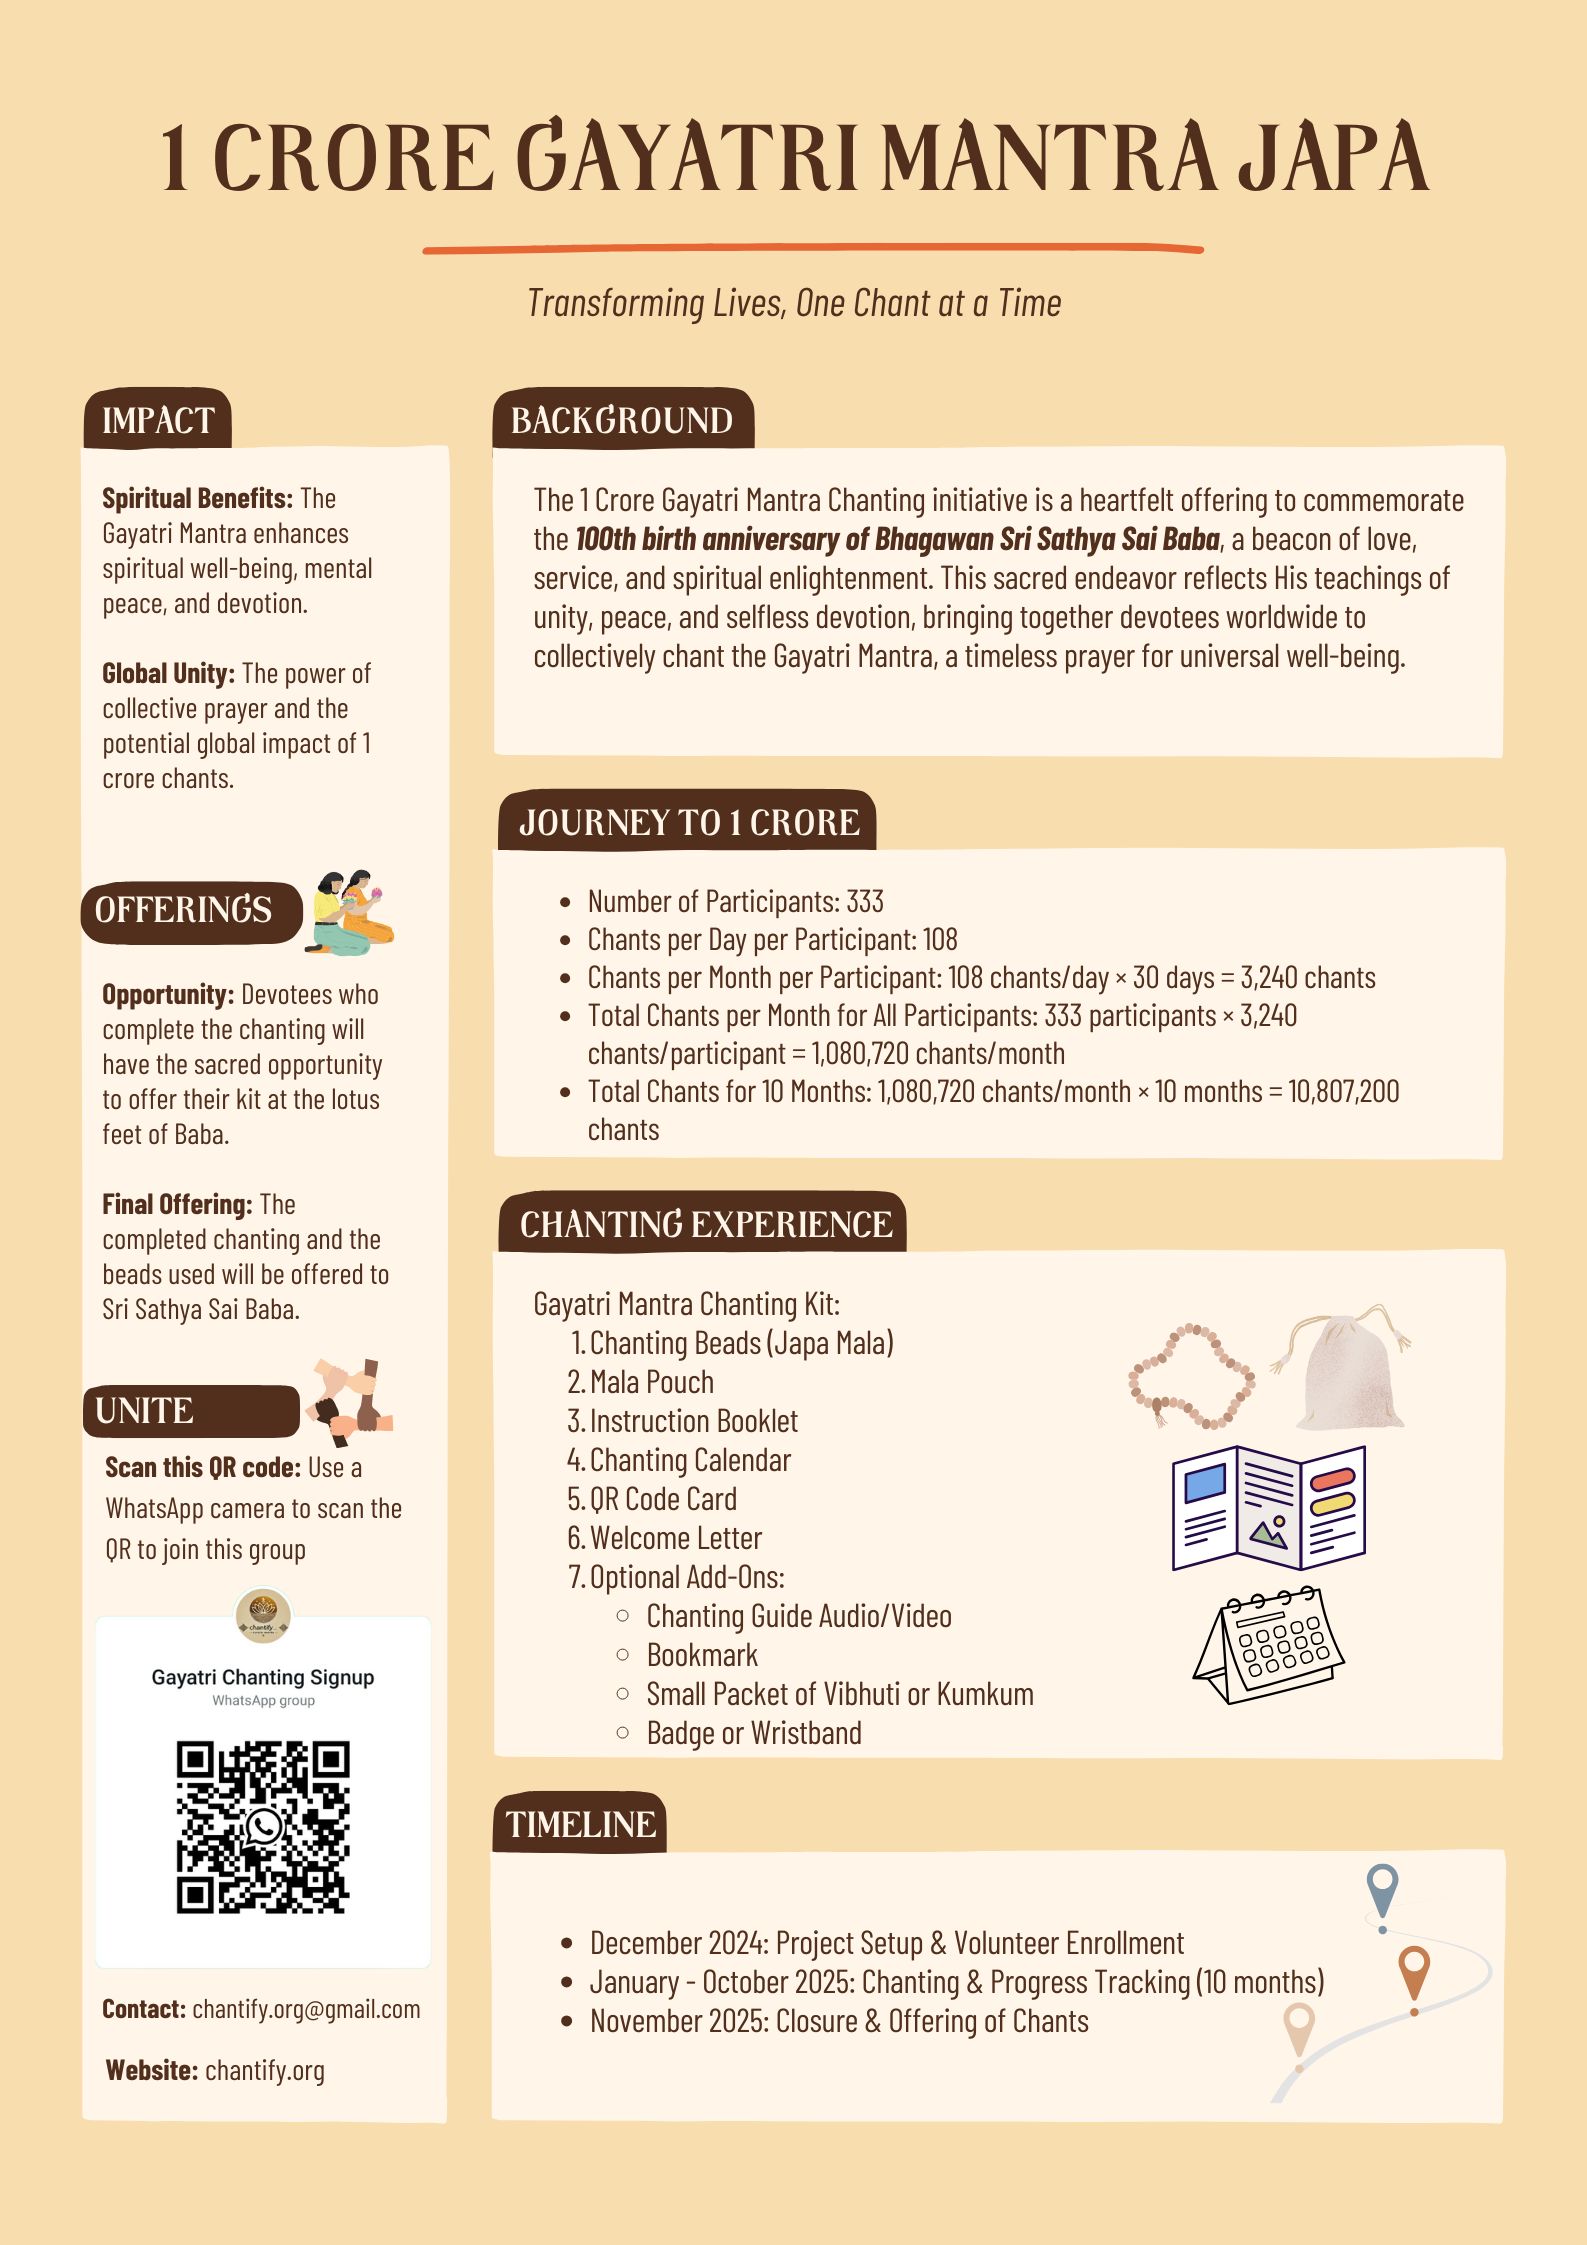 1 CRORE GAYATRI MANTRA JAPA
Transforming Lives, One Chant at a Time
IMPACT
Spiritual Benefits: The
Gayatri Mantra enhances
spiritual well-being, mental
peace, and devotion.
Global Unity: The power of
collective prayer and the
potential global impact of 1
crore chants.
OFFERINGS
Opportunity: Devotees who
complete the chanting will
have the sacred opportunity
to offer their kit at the lotus
feet of Baba.
Final Offering: The
completed chanting and the
beads used will be offered to
Sri Sathya Sai Baba.
UNITE
Scan this QR code: Use a
WhatsApp camera to scan the
QR to join this group
chantify
Gayatri Chanting Signup
WhatsApp group
Contact: chantify.org@gmail.com
Website: chantify.org
BACKGROUND
The 1 Crore Gayatri Mantra Chanting initiative is a heartfelt offering to commemorate
the 100th birth anniversary of Bhagawan Sri Sathya Sai Baba, a beacon of love,
service, and spiritual enlightenment. This sacred endeavor reflects His teachings of
unity, peace, and selfless devotion, bringing together devotees worldwide to
collectively chant the Gayatri Mantra, a timeless prayer for universal well-being.
JOURNEY TO 1 CRORE
• Number of Participants: 333
• Chants per Day per Participant: 108
• Chants per Month per Participant: 108 chants/day × 30 days = 3,240 chants
• Total Chants per Month for All Participants: 333 participants × 3,240
chants/participant = 1,080,720 chants/month
• Total Chants for 10 Months: 1,080,720 chants/month × 10 months = 10,807,200
chants
CHANTING EXPERIENCE
Gayatri Mantra Chanting Kit:
1. Chanting Beads (Japa Mala)
2. Mala Pouch
3. Instruction Booklet
4. Chanting Calendar
5. QR Code Card
6. Welcome Letter
7. Optional Add-Ons:
○ Chanting Guide Audio/Video
○ Bookmark
○ Small Packet of Vibhuti or Kumkum
○ Badge or Wristband
TIMELINE
• December 2024: Project Setup & Volunteer Enrollment
• January - October 2025: Chanting & Progress Tracking (10 months)
• November 2025: Closure & Offering of Chants